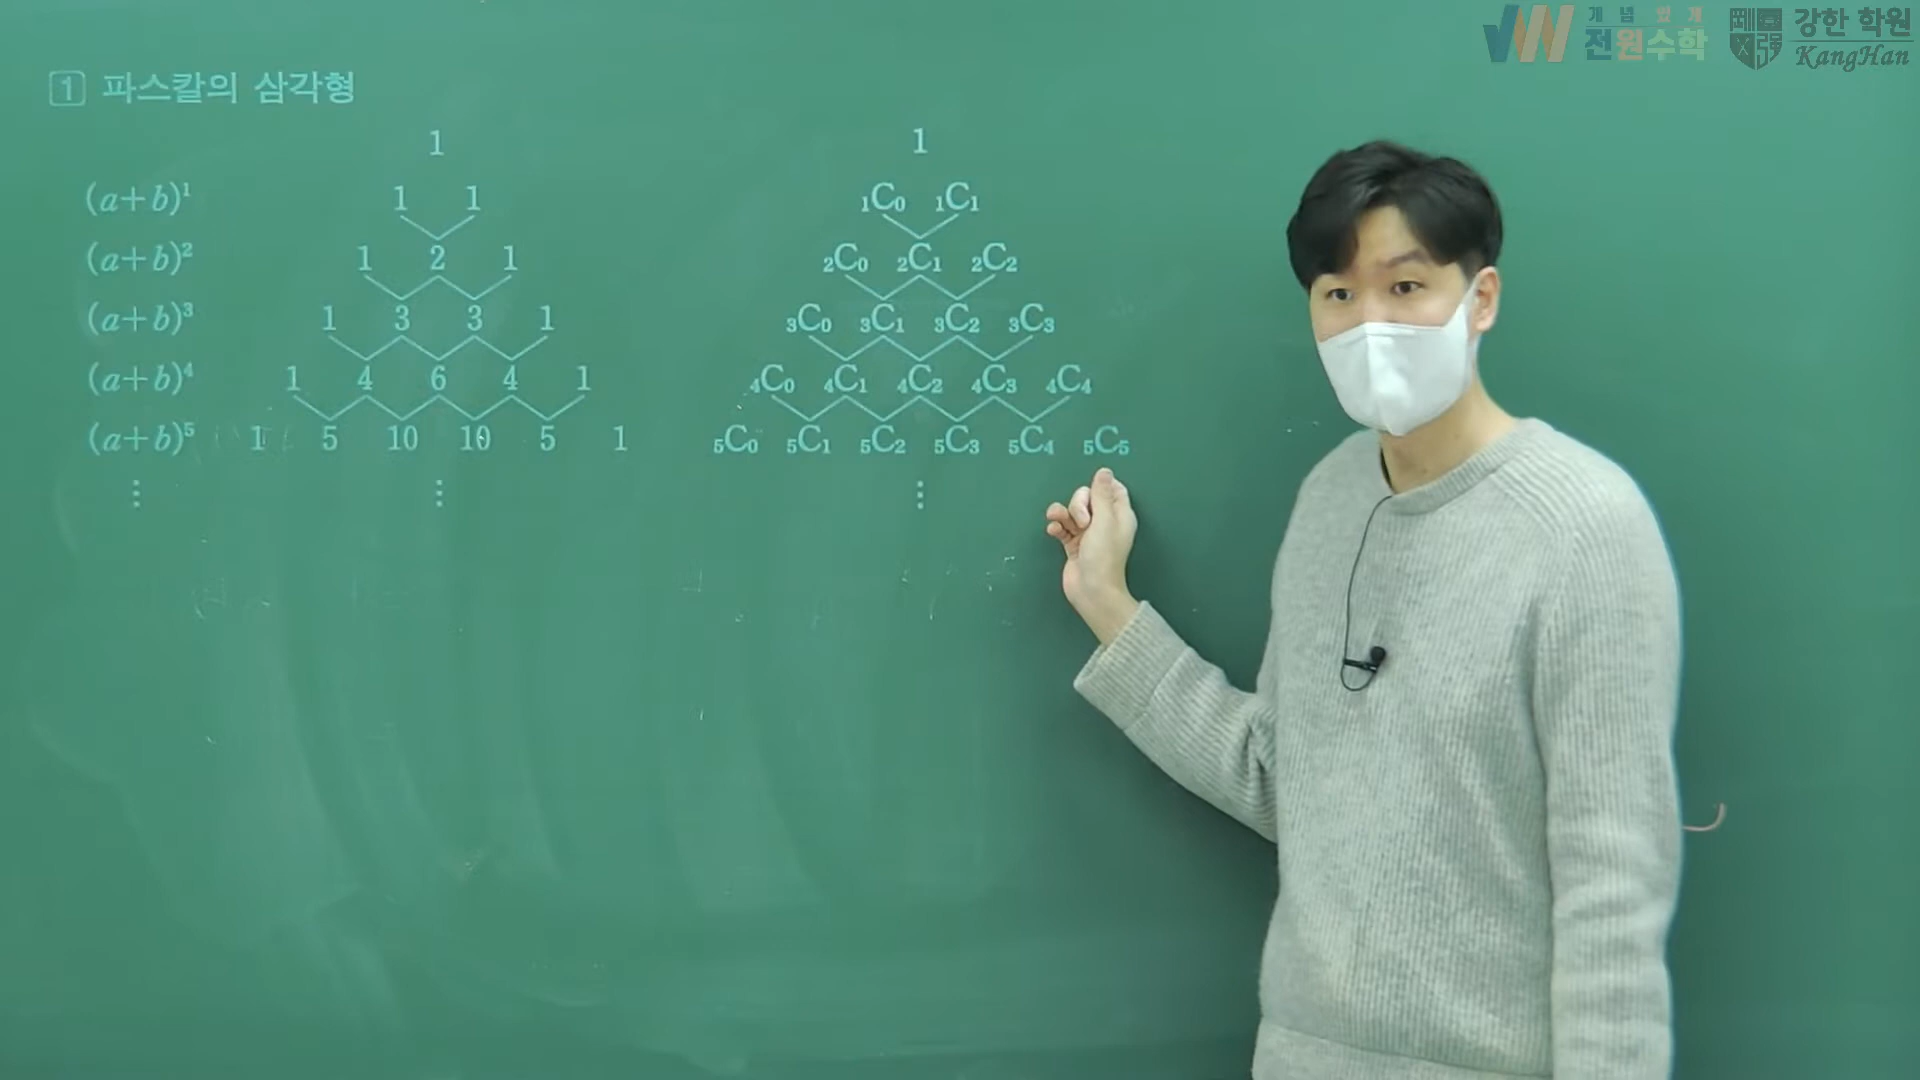 개념있게
전원수학
강한 학원
KangHan
1 파스칼의 삼각형
1 1
(a+b)¹ 1 1 ₁C₀ ₁C₁
(a+b)² 1 2 1 ₂C₀ ₂C₁ ₂C₂
(a+b)³ 1 3 3 1 ₃C₀ ₃C₁ ₃C₂ ₃C₃
(a+b)⁴ 1 4 6 4 1 ₄C₀ ₄C₁ ₄C₂ ₄C₃ ₄C₄
(a+b)⁵ 1 5 10 10 5 1 ₅C₀ ₅C₁ ₅C₂ ₅C₃ ₅C₄ ₅C₅
⋮ ⋮ ⋮